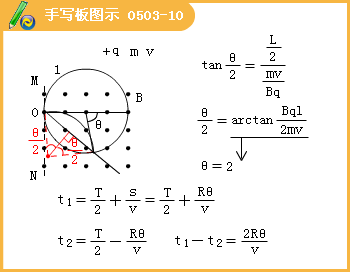 手写板图示 0503-10
+q m v
M
1
O
B
θ
θ/2
θ/2
N
tan θ/2 = (L/2)/(mv/Bq)
θ/2 = arctan Bql/2mv
θ=2
t₁= T/2 + s/v = T/2 + Rθ/v
t₂= T/2 - Rθ/v t₁-t₂= 2Rθ/v